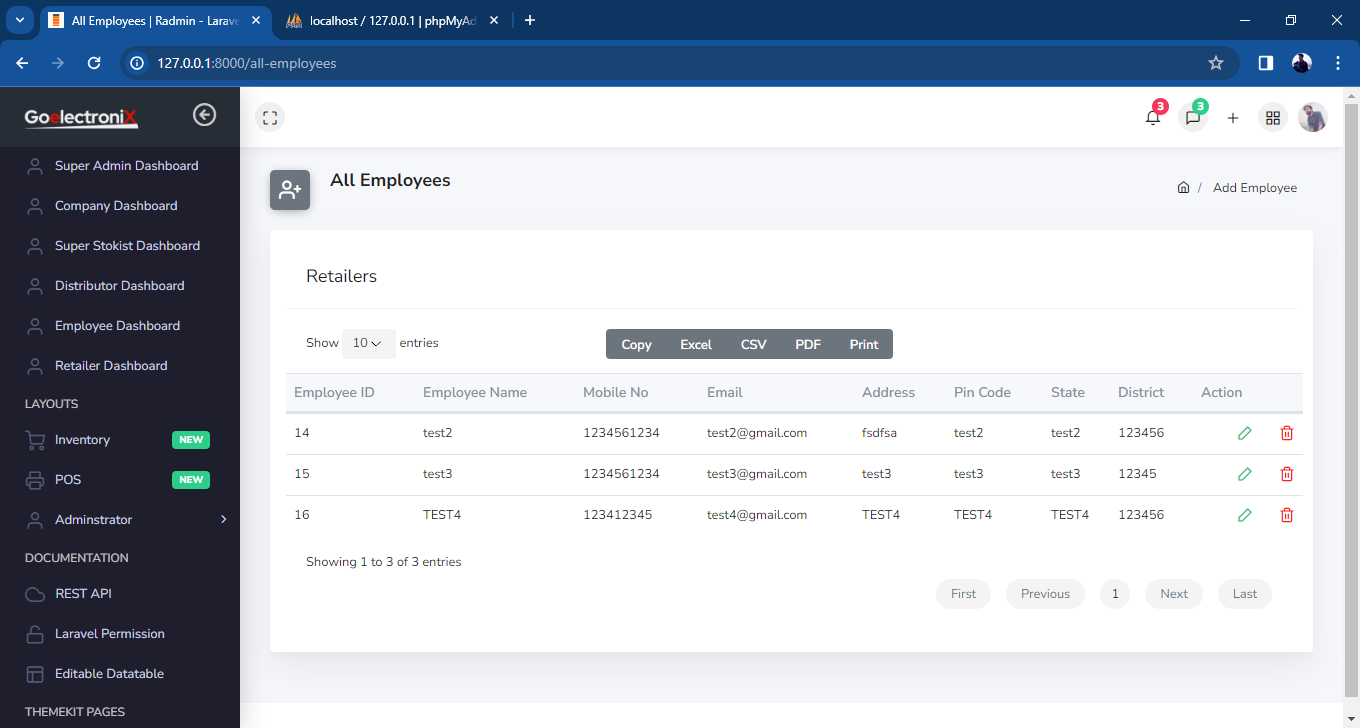 All Employees | Radmin - Larave
localhost / 127.0.0.1 | phpMyAd
127.0.0.1:8000/all-employees
GoelectroniX
3
3
Super Admin Dashboard
Company Dashboard
Super Stokist Dashboard
Distributor Dashboard
Employee Dashboard
Retailer Dashboard
LAYOUTS
Inventory NEW
POS NEW
Adminstrator
DOCUMENTATION
REST API
Laravel Permission
Editable Datatable
THEMEKIT PAGES
All Employees
/ Add Employee
Retailers
Show 10 entries
Copy Excel CSV PDF Print
Employee ID Employee Name Mobile No Email Address Pin Code State District Action
14 test2 1234561234 test2@gmail.com fsdfsa test2 test2 123456
15 test3 1234561234 test3@gmail.com test3 test3 test3 12345
16 TEST4 123412345 test4@gmail.com TEST4 TEST4 TEST4 123456
Showing 1 to 3 of 3 entries
First Previous 1 Next Last